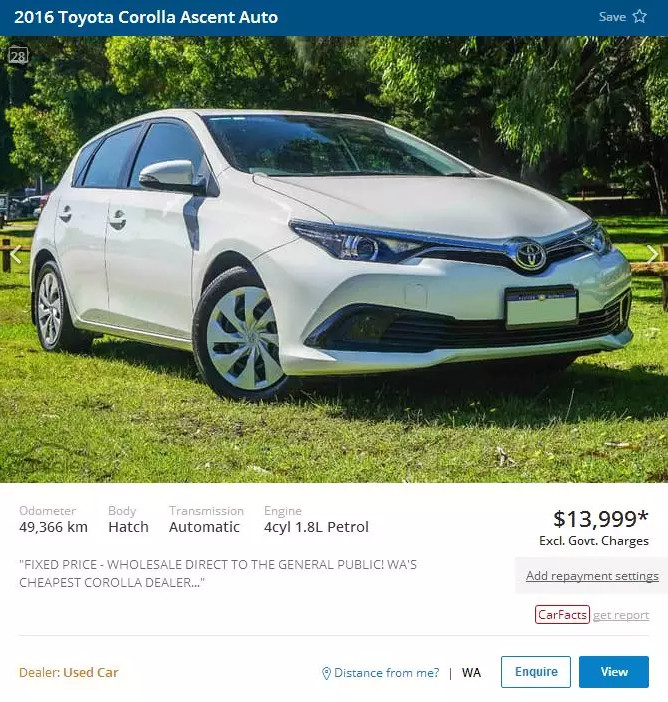 2016 Toyota Corolla Ascent Auto
Save
28
Odometer
49,366 km
Body
Hatch
Transmission
Automatic
Engine
4cyl 1.8L Petrol
$13,999*
Excl. Govt. Charges
"FIXED PRICE - WHOLESALE DIRECT TO THE GENERAL PUBLIC! WA'S
CHEAPEST COROLLA DEALER..."
Add repayment settings
CarFacts get report
Dealer: Used Car
Distance from me? | WA
Enquire
View